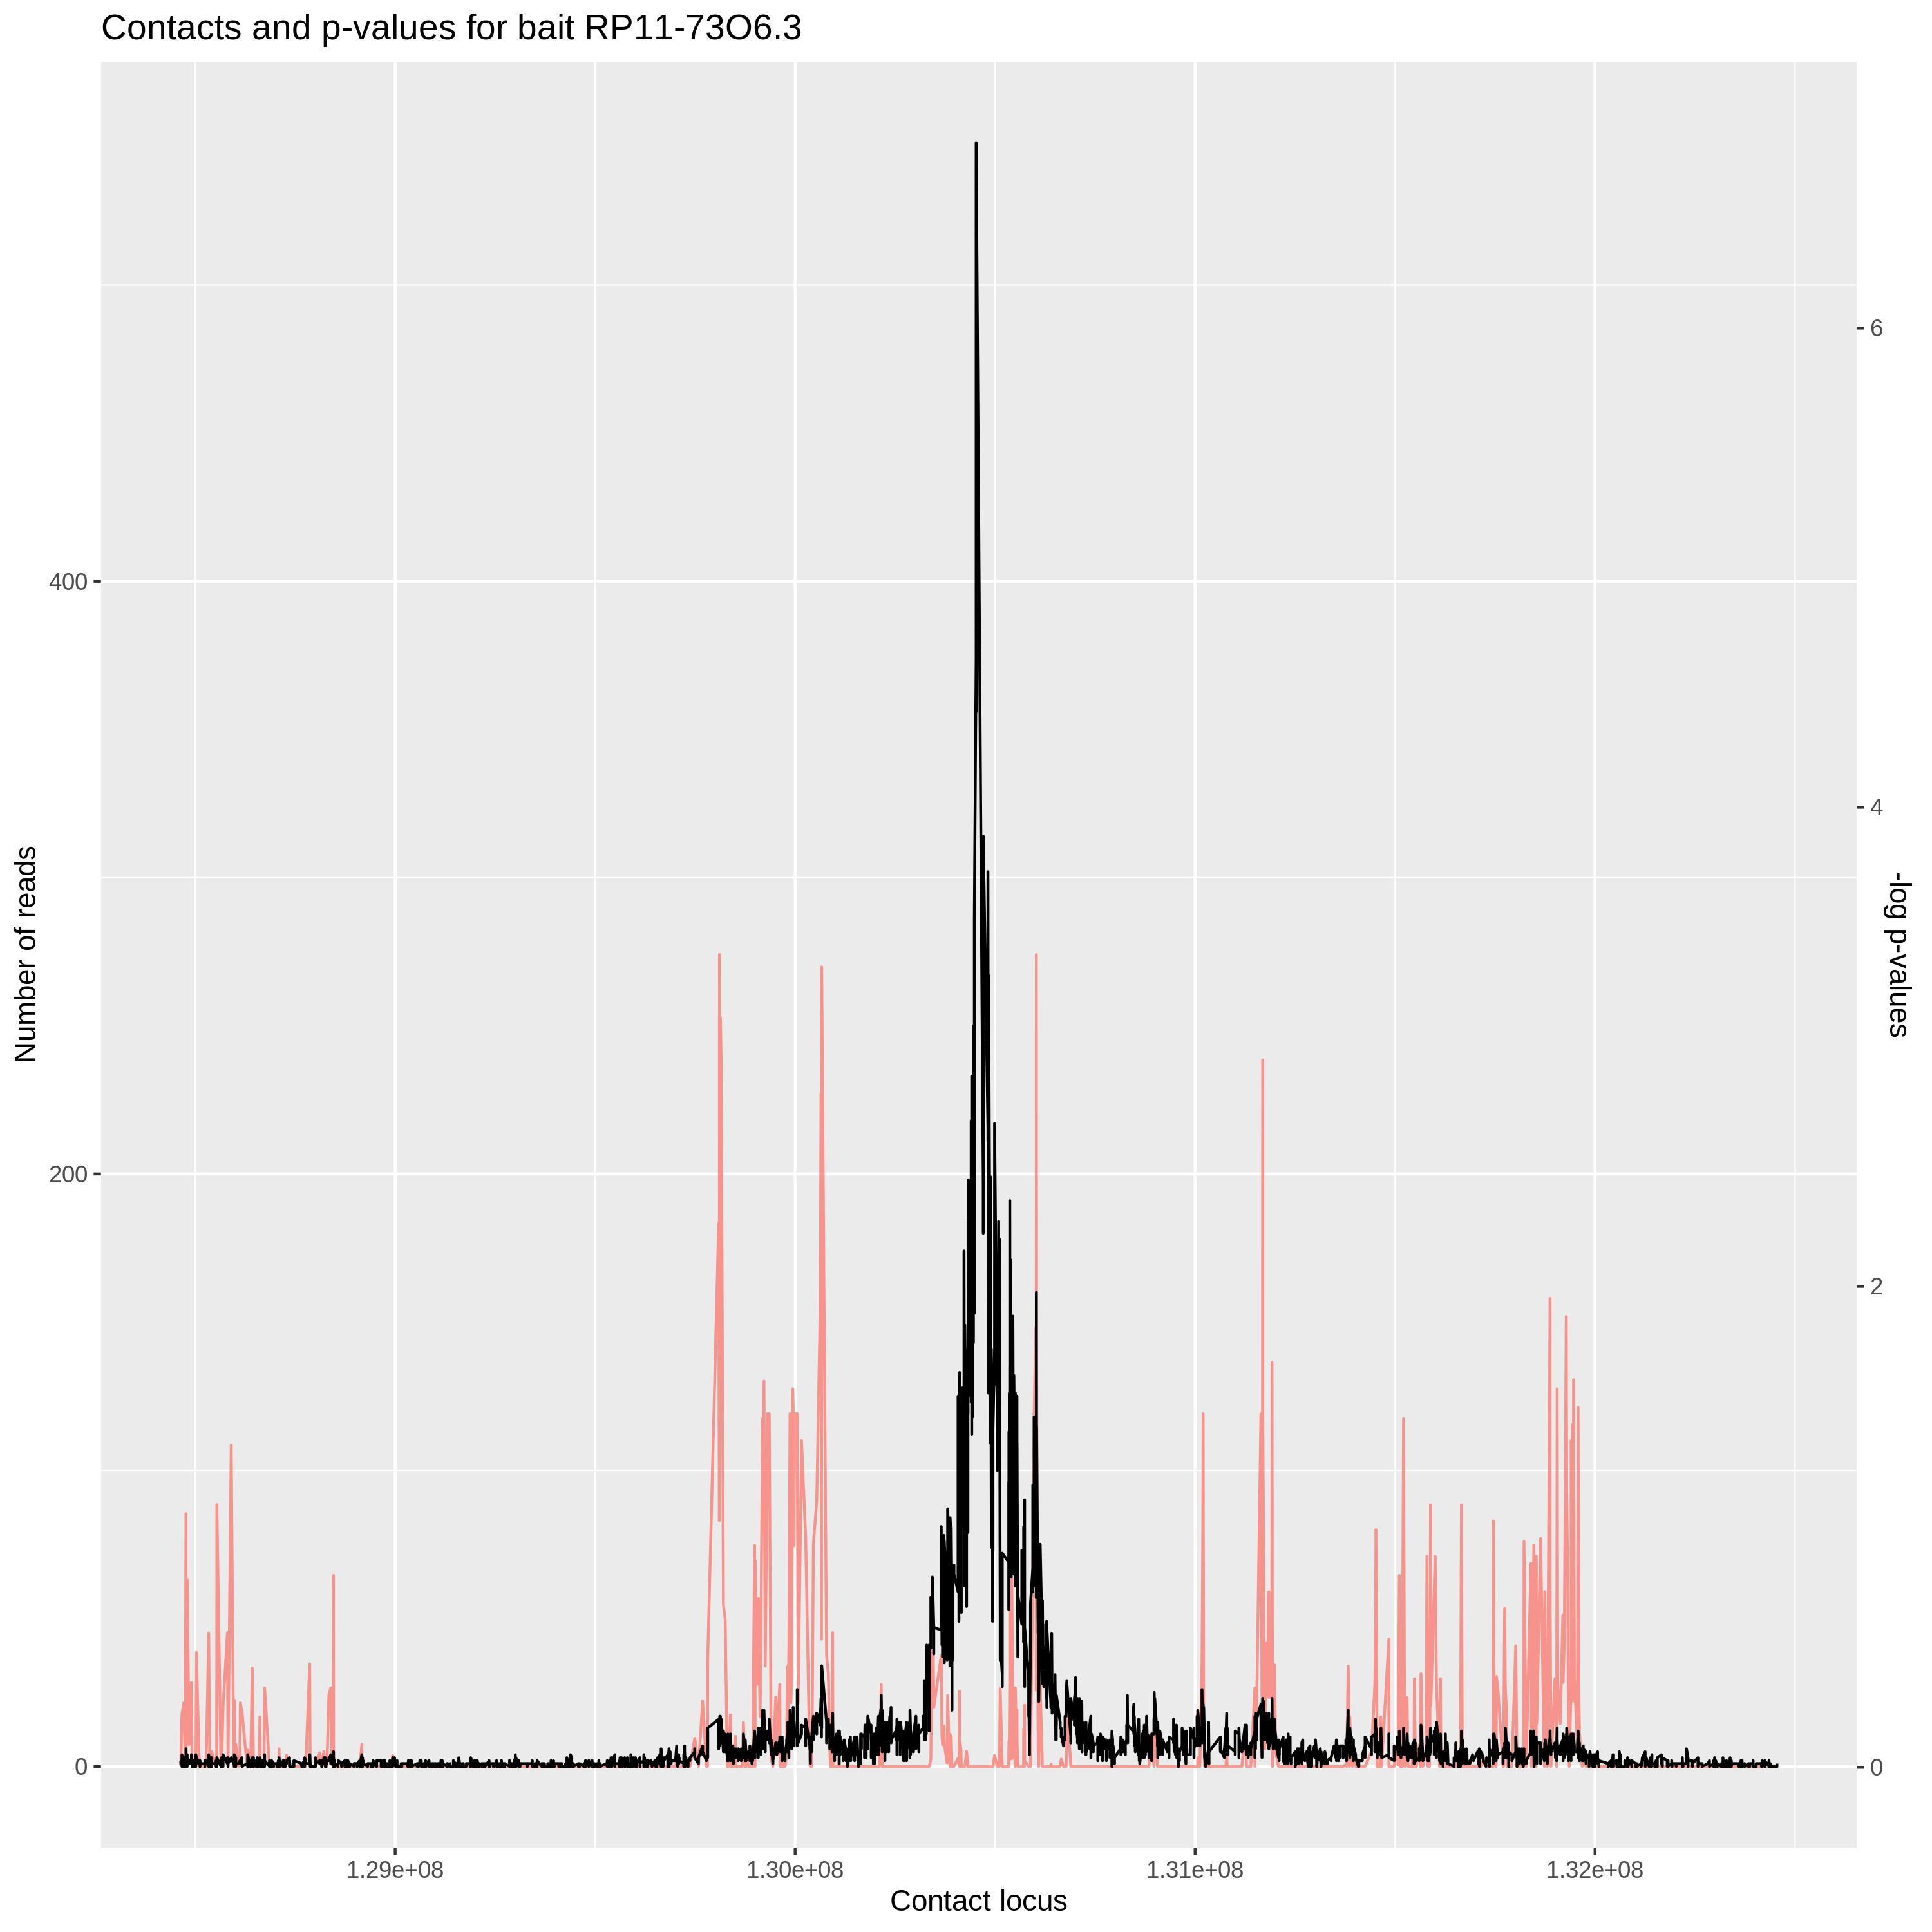 Contacts and p-values for bait RP11-73O6.3
Number of reads
400
200
0
6
4
2
0
-log p-values
1.29e+08 1.30e+08 1.31e+08 1.32e+08
Contact locus